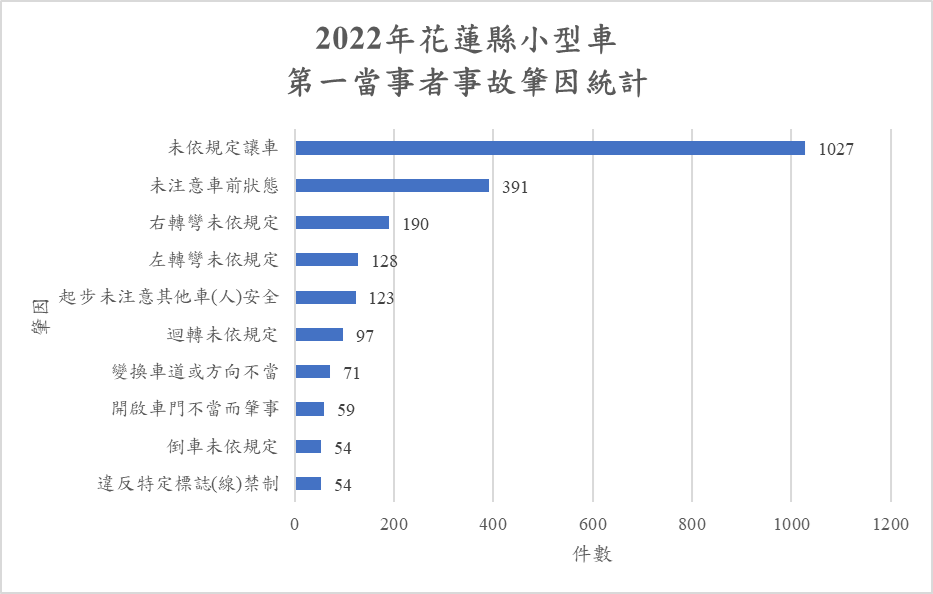 2022年花蓮縣小型車
第一當事者事故肇因統計
肇因
未依規定讓車 1027
未注意車前狀態 391
右轉彎未依規定 190
左轉彎未依規定 128
起步未注意其他車(人)安全 123
迴轉未依規定 97
變換車道或方向不當 71
開啟車門不當而肇事 59
倒車未依規定 54
違反特定標誌(線)禁制 54
0 200 400 600 800 1000 1200
件數